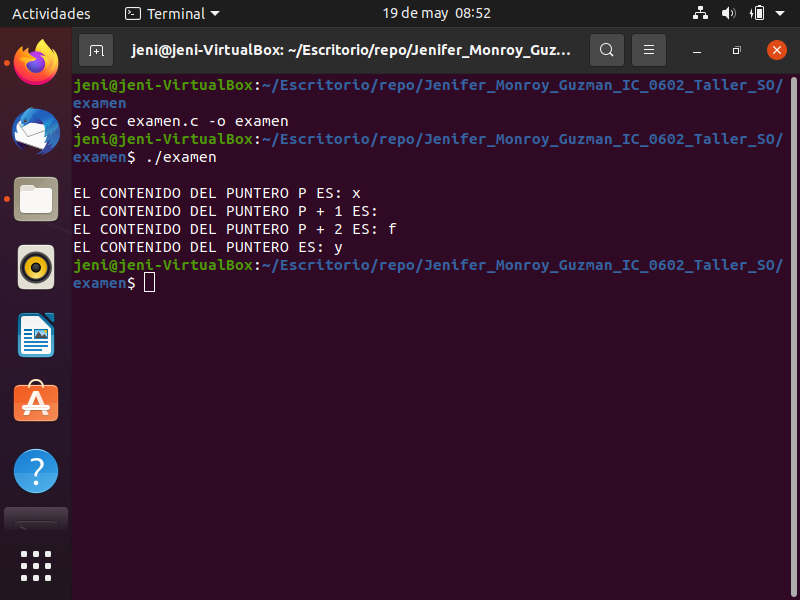 Actividades Terminal 19 de may 08:52
jeni@jeni-VirtualBox: ~/Escritorio/repo/Jenifer_Monroy_Guz...
jeni@jeni-VirtualBox:~/Escritorio/repo/Jenifer_Monroy_Guzman_IC_0602_Taller_SO/
examen
$ gcc examen.c -o examen
jeni@jeni-VirtualBox:~/Escritorio/repo/Jenifer_Monroy_Guzman_IC_0602_Taller_SO/
examen$ ./examen
EL CONTENIDO DEL PUNTERO P ES: x
EL CONTENIDO DEL PUNTERO P + 1 ES:
EL CONTENIDO DEL PUNTERO P + 2 ES: f
EL CONTENIDO DEL PUNTERO ES: y
jeni@jeni-VirtualBox:~/Escritorio/repo/Jenifer_Monroy_Guzman_IC_0602_Taller_SO/
examen$